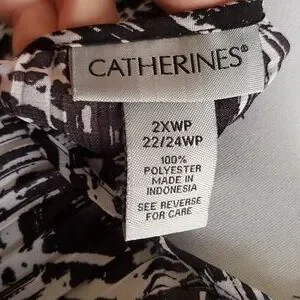 CATHERINES®
2XWP
22/24WP
100%
POLYESTER
MADE IN
INDONESIA
SEE REVERSE
FOR CARE